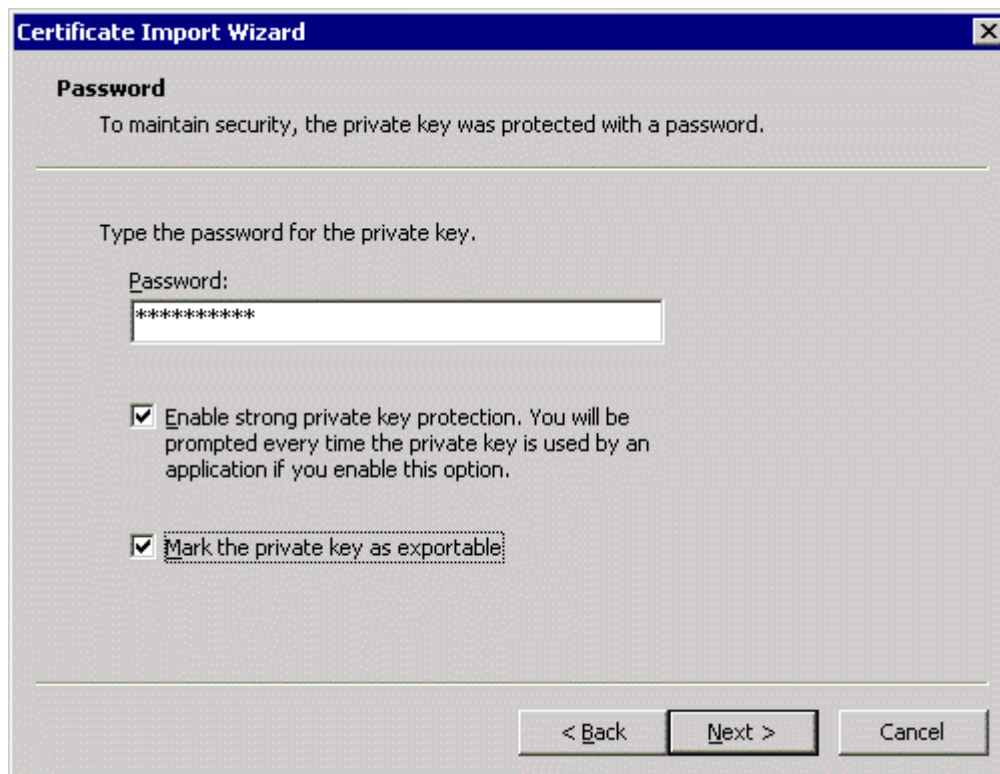 Certificate Import Wizard
Password
To maintain security, the private key was protected with a password.
Type the password for the private key.
Password:
**********
Enable strong private key protection. You will be
prompted every time the private key is used by an
application if you enable this option.
Mark the private key as exportable
< Back
Next >
Cancel